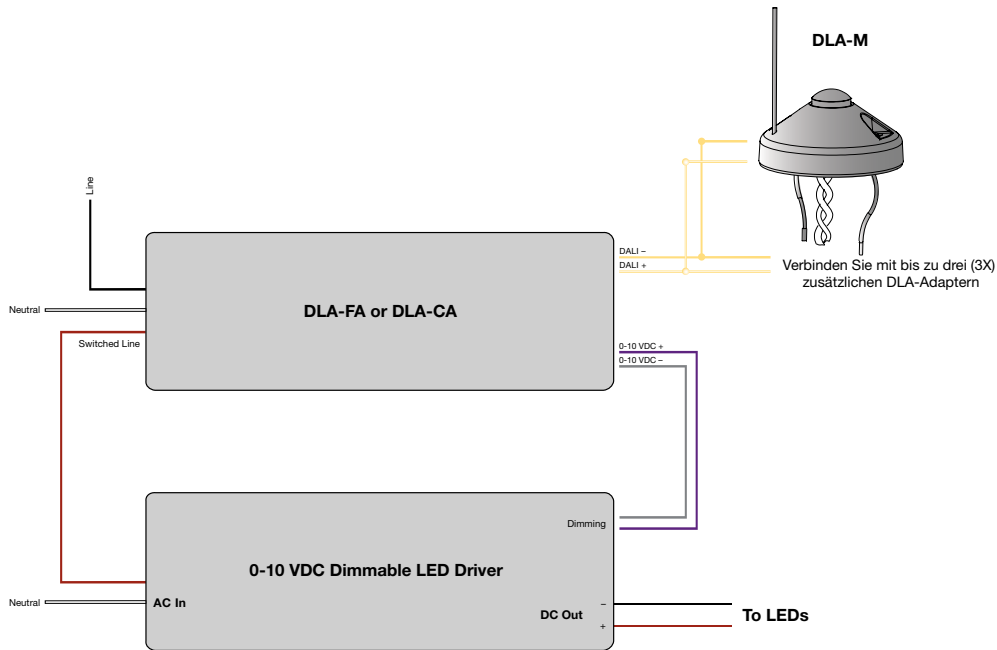 DLA-M
Line
DALI –
DALI +
Verbinden Sie mit bis zu drei (3X)
zusätzlichen DLA-Adaptern
Neutral
DLA-FA or DLA-CA
Switched Line
0-10 VDC +
0-10 VDC –
Dimming
0-10 VDC Dimmable LED Driver
Neutral
AC In
DC Out
–
+
To LEDs